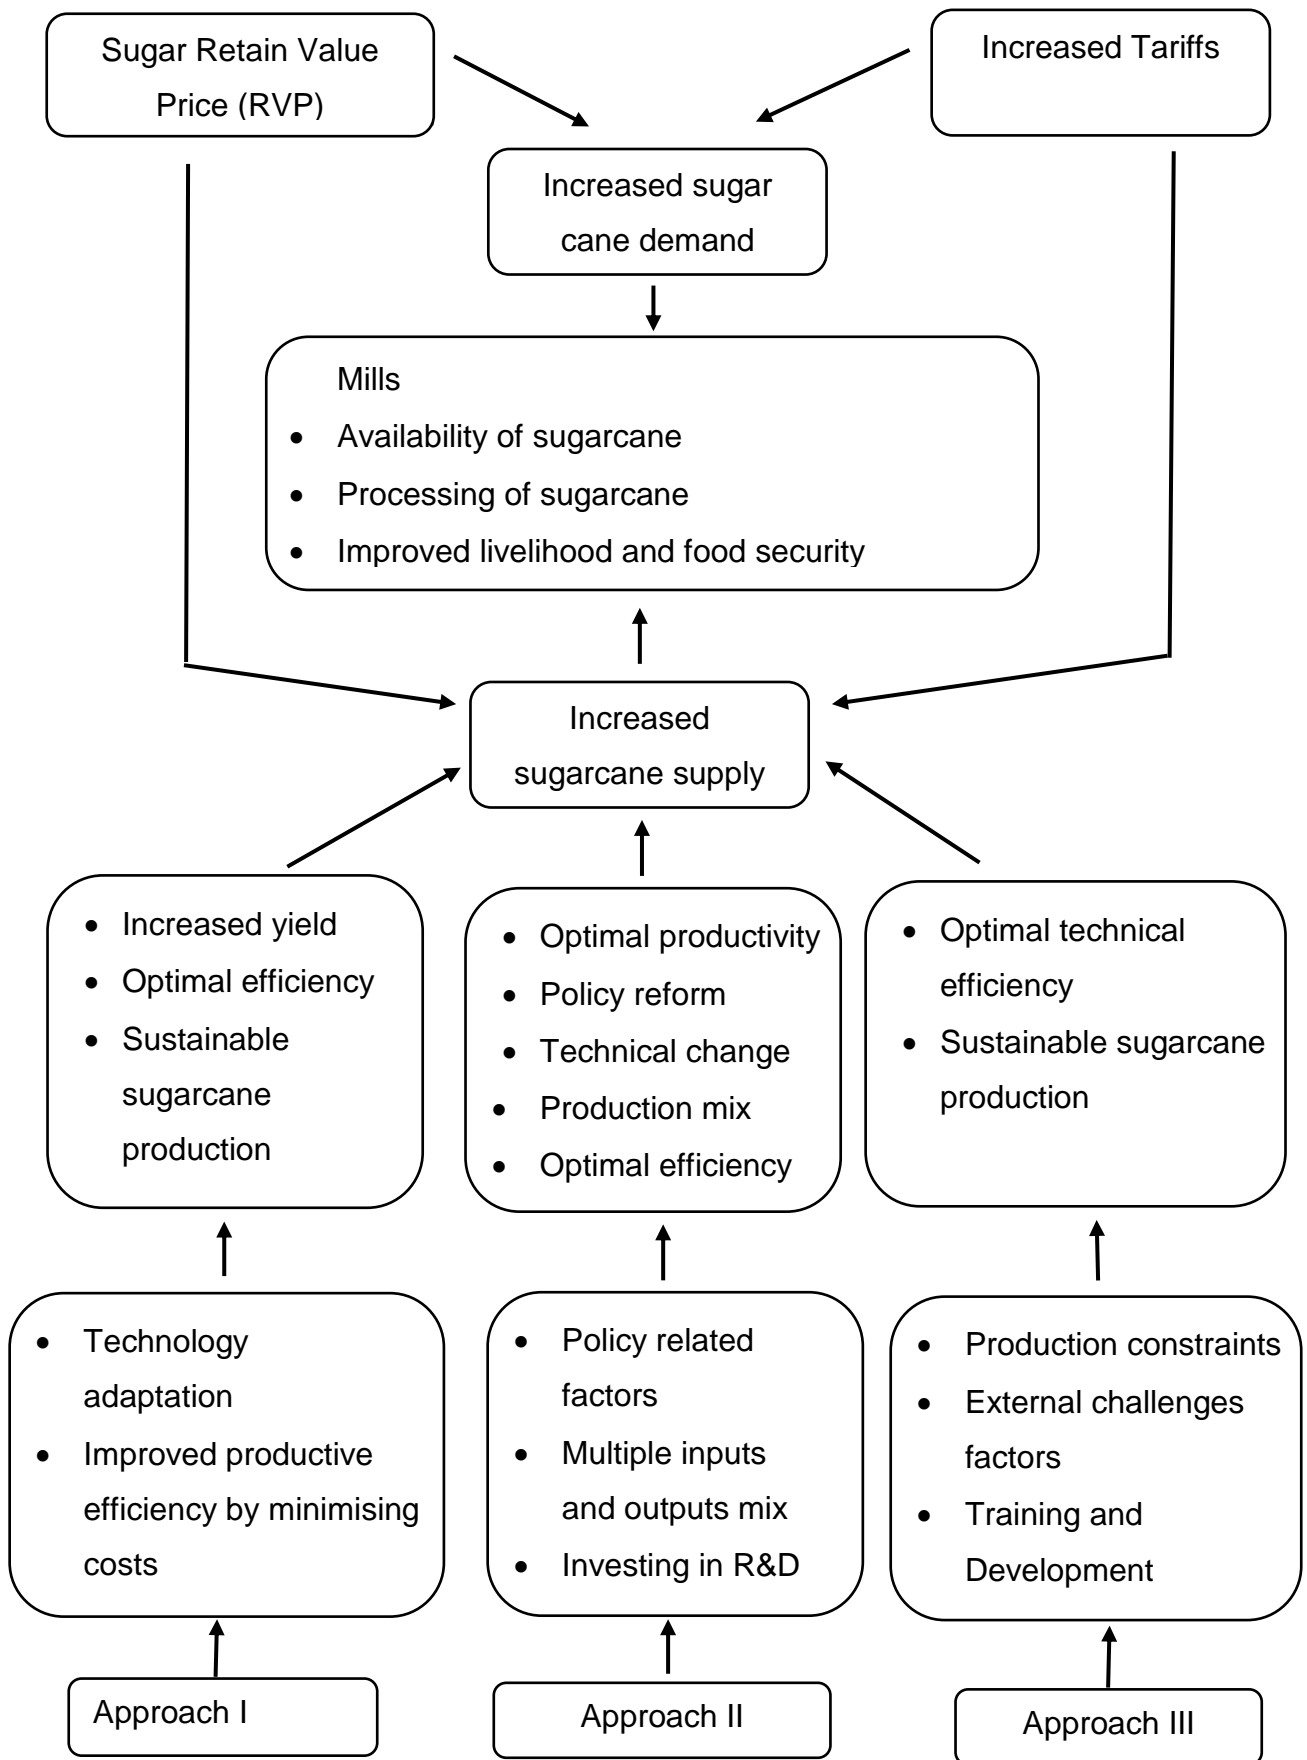 Sugar Retain Value
Price (RVP)
Increased Tariffs
Increased sugar
cane demand
Mills
• Availability of sugarcane
• Processing of sugarcane
• Improved livelihood and food security
Increased
sugarcane supply
• Increased yield
• Optimal efficiency
• Sustainable
sugarcane
production
• Optimal productivity
• Policy reform
• Technical change
• Production mix
• Optimal efficiency
• Optimal technical
efficiency
• Sustainable sugarcane
production
• Technology
adaptation
• Improved productive
efficiency by minimising
costs
• Policy related
factors
• Multiple inputs
and outputs mix
• Investing in R&D
• Production constraints
• External challenges
factors
• Training and
Development
Approach I
Approach II
Approach III